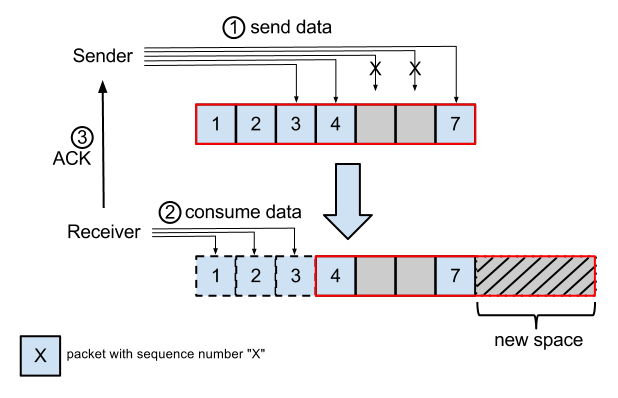 ① send data
Sender
X X
1 2 3 4 7
③
ACK
② consume data
Receiver
1 2 3 4 7
new space
X packet with sequence number "X"